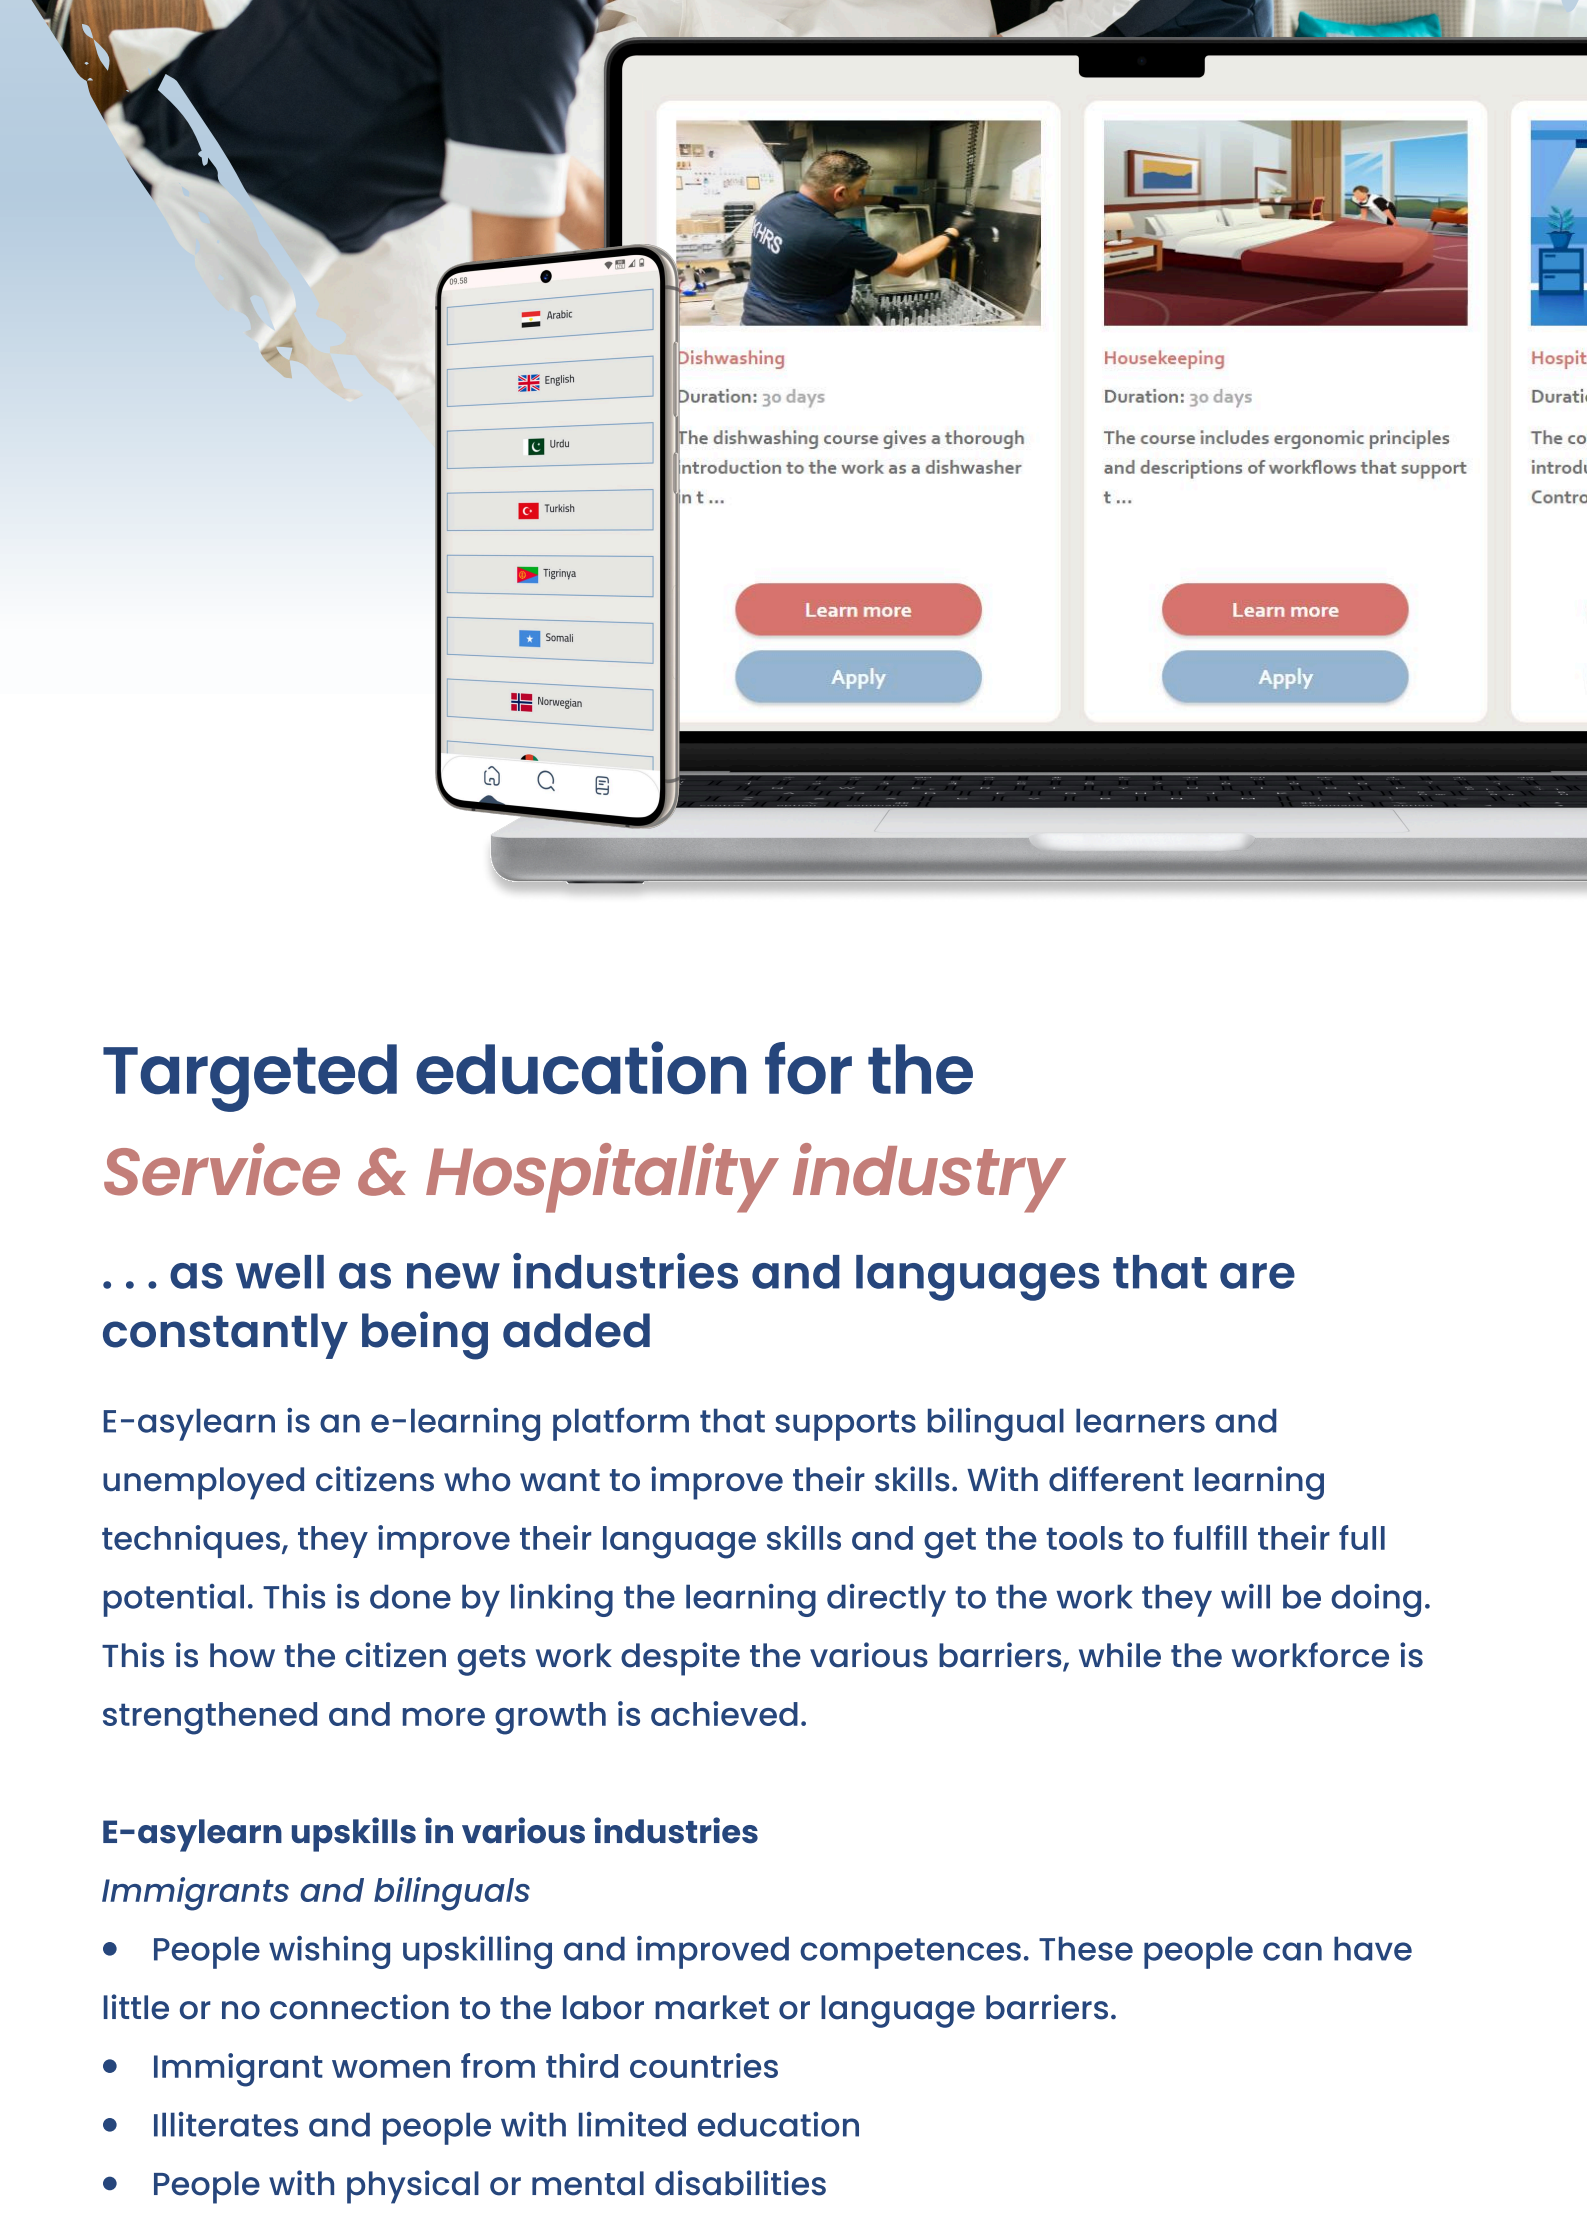 KHRS
Dishwashing
Duration: 30 days
The dishwashing course gives a thorough
introduction to the work as a dishwasher
in t ...
Learn more
Apply
Housekeeping
Duration: 30 days
The course includes ergonomic principles
and descriptions of workflows that support
t ...
Learn more
Apply
Hospit
Durati
The co
introdu
Contro
09.58
Arabic
English
Urdu
Turkish
Tigrinya
Somali
Norwegian
Targeted education for the
Service & Hospitality industry
. . . as well as new industries and languages that are
constantly being added
E-asylearn is an e-learning platform that supports bilingual learners and
unemployed citizens who want to improve their skills. With different learning
techniques, they improve their language skills and get the tools to fulfill their full
potential. This is done by linking the learning directly to the work they will be doing.
This is how the citizen gets work despite the various barriers, while the workforce is
strengthened and more growth is achieved.
E-asylearn upskills in various industries
Immigrants and bilinguals
• People wishing upskilling and improved competences. These people can have
little or no connection to the labor market or language barriers.
• Immigrant women from third countries
• Illiterates and people with limited education
• People with physical or mental disabilities